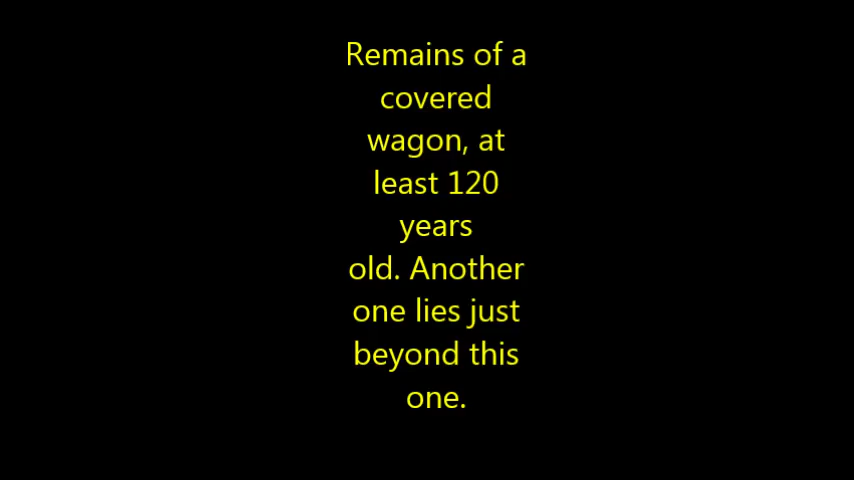 Remains of a
covered
wagon, at
least 120
years
old. Another
one lies just
beyond this
one.